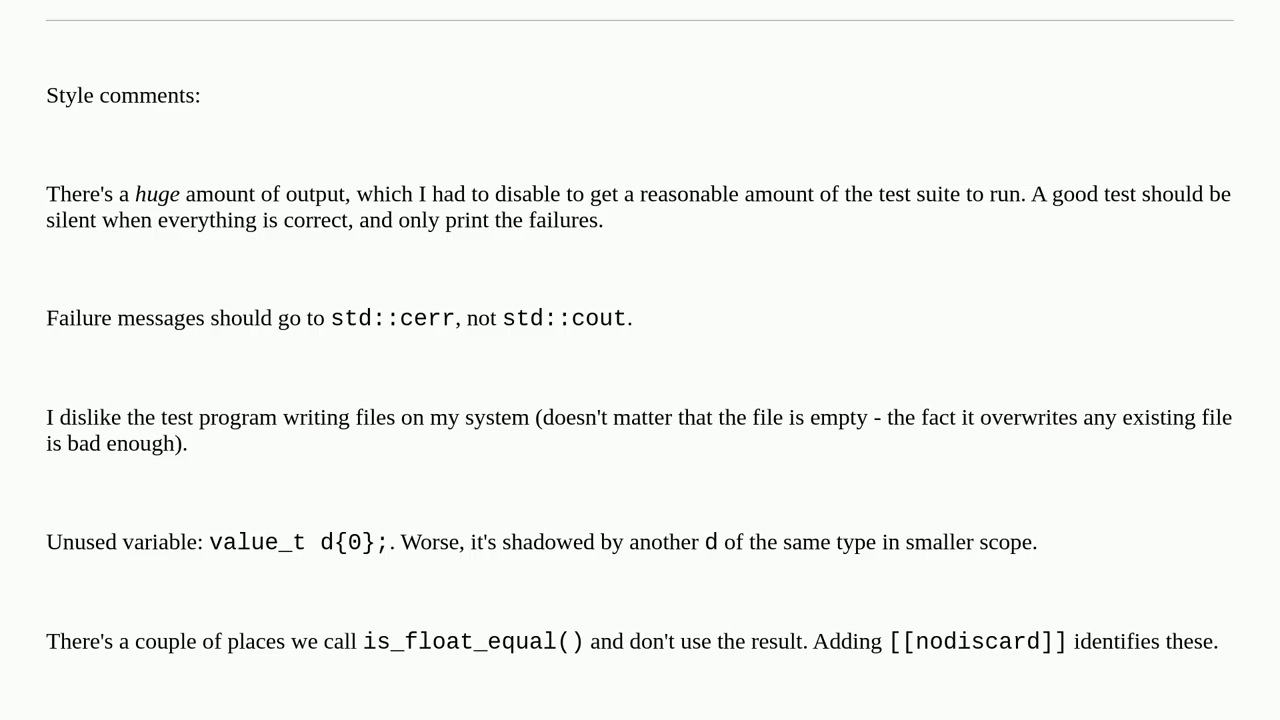 Style comments:
There's a huge amount of output, which I had to disable to get a reasonable amount of the test suite to run. A good test should be
silent when everything is correct, and only print the failures.
Failure messages should go to std::cerr, not std::cout.
I dislike the test program writing files on my system (doesn't matter that the file is empty - the fact it overwrites any existing file
is bad enough).
Unused variable: value_t d{0};. Worse, it's shadowed by another d of the same type in smaller scope.
There's a couple of places we call is_float_equal() and don't use the result. Adding [[nodiscard]] identifies these.